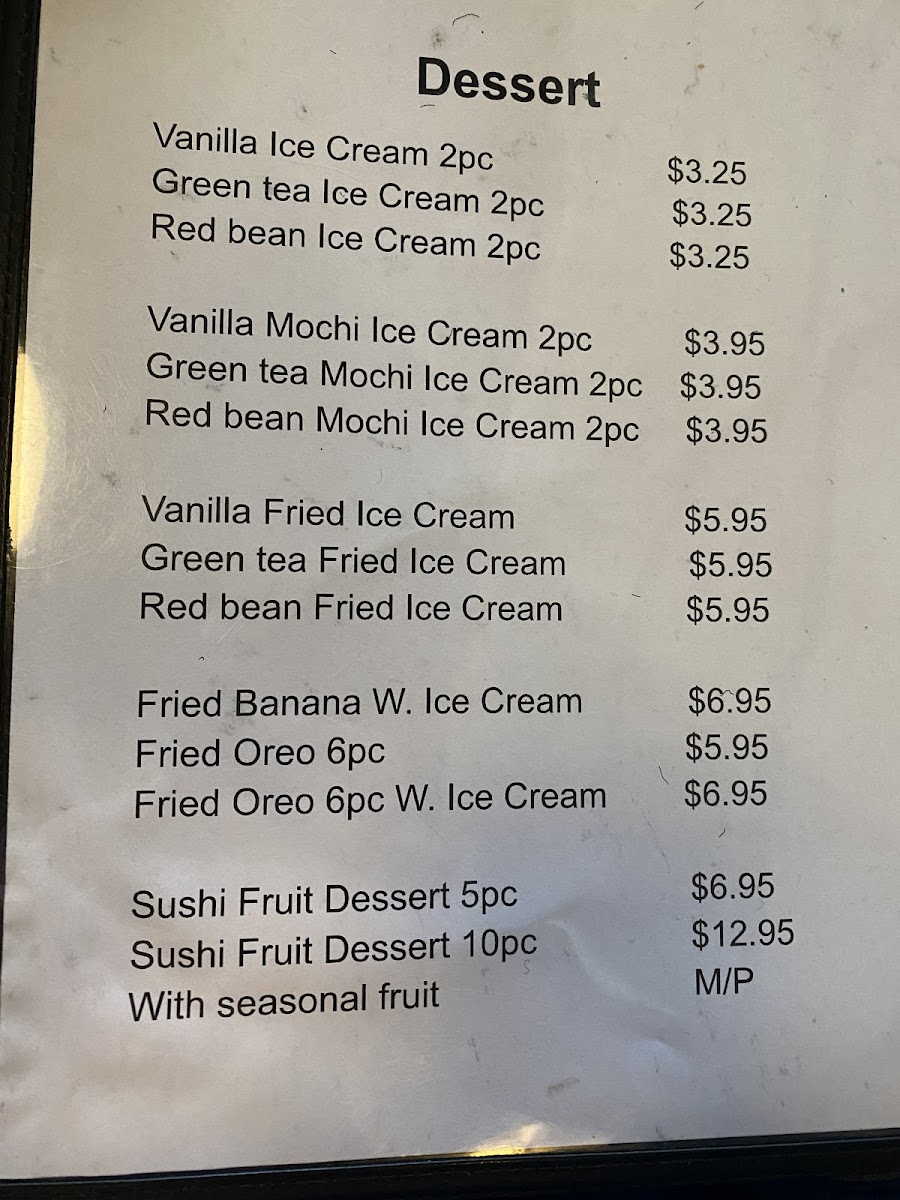 Dessert
Vanilla Ice Cream 2pc $3.25
Green tea Ice Cream 2pc $3.25
Red bean Ice Cream 2pc $3.25
Vanilla Mochi Ice Cream 2pc $3.95
Green tea Mochi Ice Cream 2pc $3.95
Red bean Mochi Ice Cream 2pc $3.95
Vanilla Fried Ice Cream $5.95
Green tea Fried Ice Cream $5.95
Red bean Fried Ice Cream $5.95
Fried Banana W. Ice Cream $6.95
Fried Oreo 6pc $5.95
Fried Oreo 6pc W. Ice Cream $6.95
Sushi Fruit Dessert 5pc $6.95
Sushi Fruit Dessert 10pc $12.95
With seasonal fruit M/P